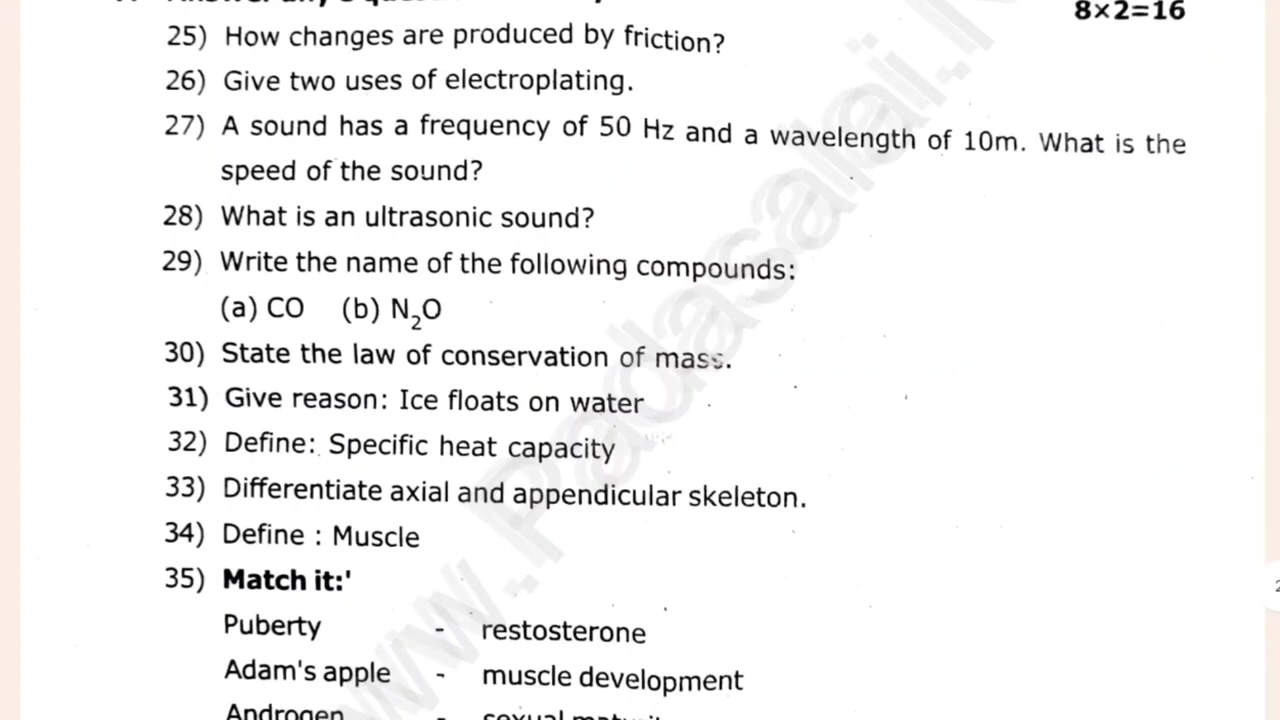 8×2=16
25) How changes are produced by friction?
26) Give two uses of electroplating.
27) A sound has a frequency of 50 Hz and a wavelength of 10m. What is the
speed of the sound?
28) What is an ultrasonic sound?
29) Write the name of the following compounds:
(a) CO (b) N₂O
30) State the law of conservation of mass.
31) Give reason: Ice floats on water
32) Define: Specific heat capacity
33) Differentiate axial and appendicular skeleton.
34) Define : Muscle
35) Match it:'
Puberty - restosterone
Adam's apple - muscle development
Androgen -
www.Padasalai.N
2